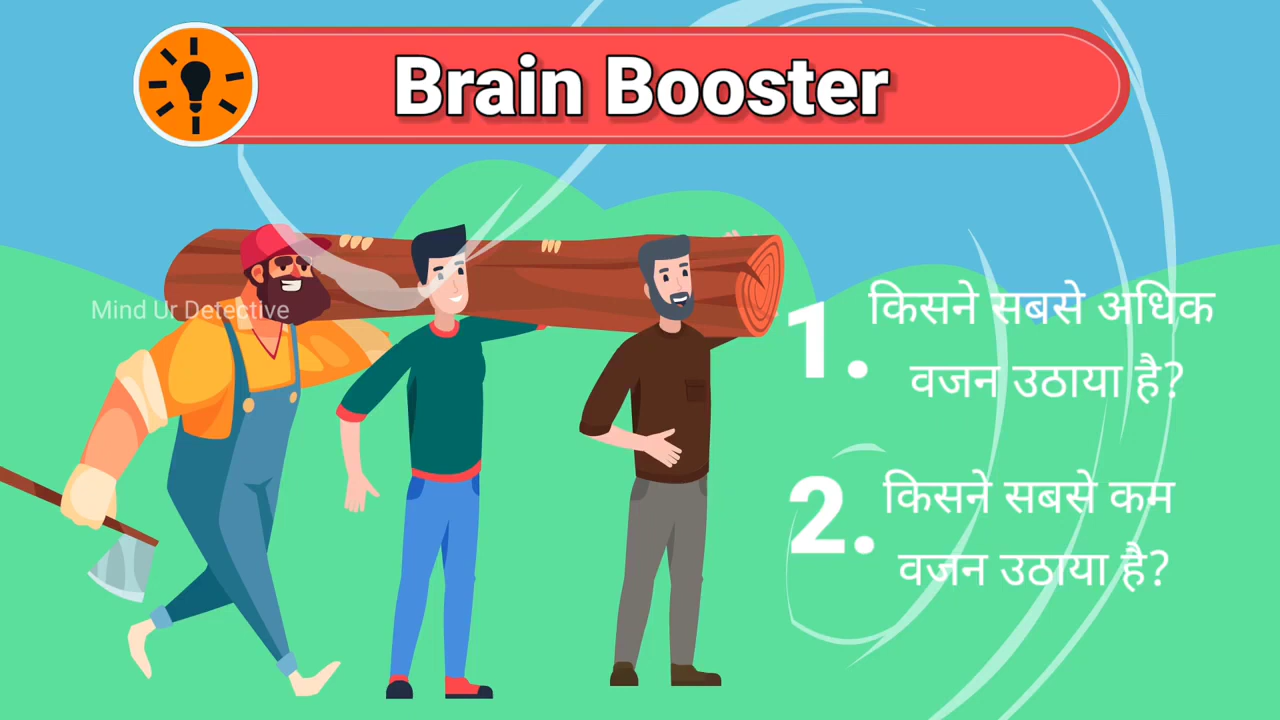 Brain Booster
Mind Ur Detective
1. किसने सबसे अधिक
वजन उठाया है?
2. किसने सबसे कम
वजन उठाया है?